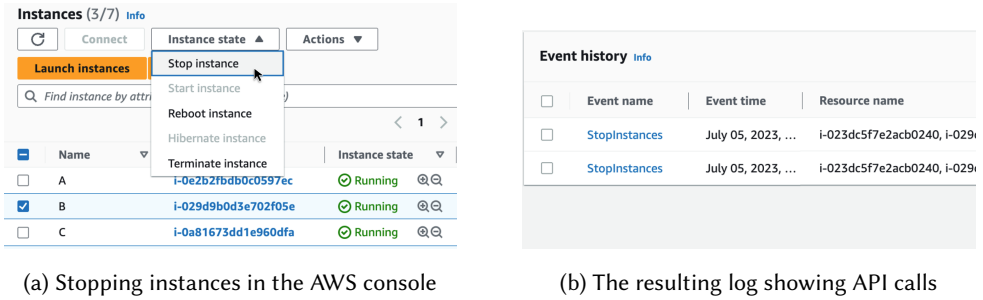 Instances (3/7) Info
Connect
Instance state ▲
Actions ▼
Launch instances
Stop instance
Start instance
Reboot instance
Hibernate instance
Terminate instance
Find instance by attri
)
< 1 >
Name ▽
Instance state ▼
A i-0e2b2fbdb0c0597ec Running
B i-029d9b0d3e702f05e Running
C i-0a81673dd1e960dfa Running
(a) Stopping instances in the AWS console
Event history Info
Event name Event time Resource name
StopInstances July 05, 2023, ... i-023dc5f7e2acb0240, i-029
StopInstances July 05, 2023, ... i-023dc5f7e2acb0240, i-029
(b) The resulting log showing API calls